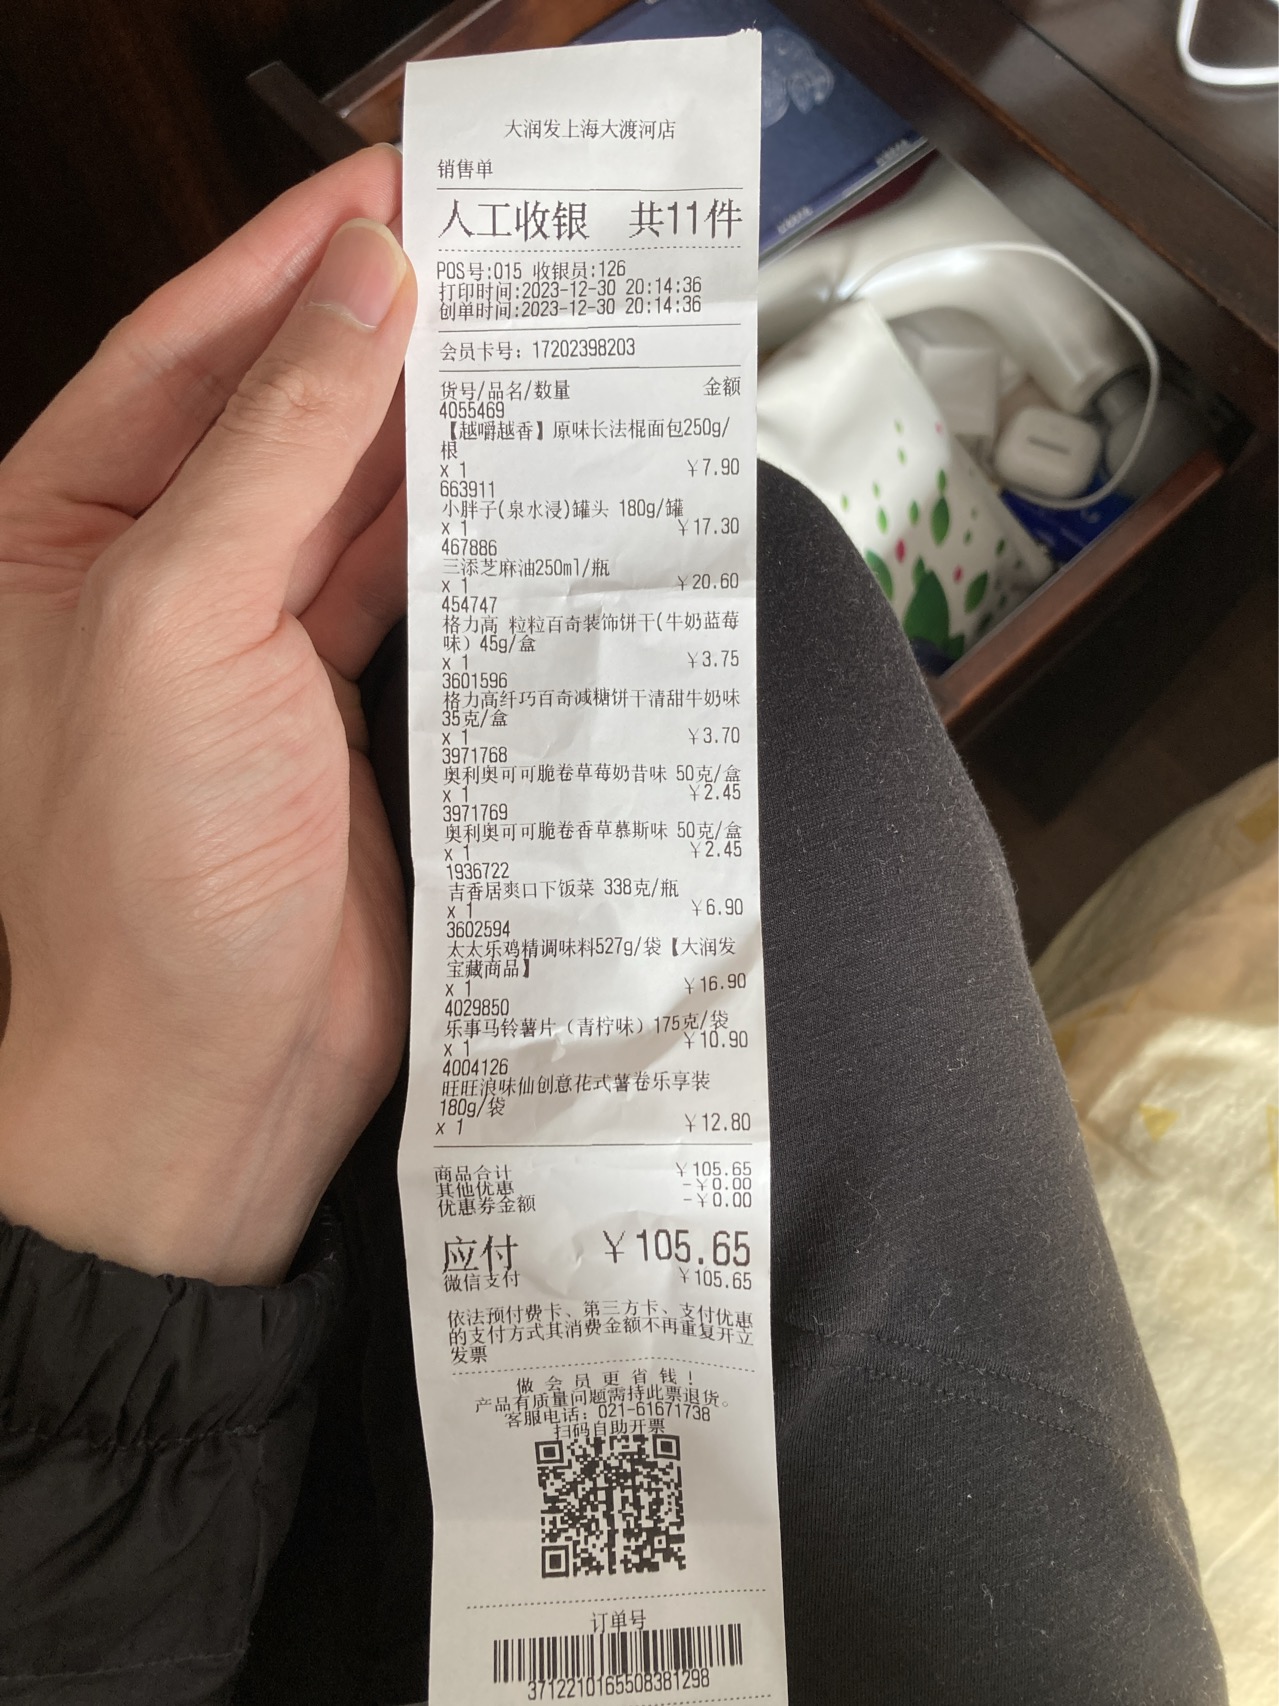 大润发上海大渡河店
销售单
人工收银 共11件
POS号:015 收银员:126
打印时间:2023-12-30 20:14:36
创单时间:2023-12-30 20:14:36
会员卡号: 17202398203
货号/品名/数量 金额
4055469
【越嚼越香】原味长法棍面包250g/
根
x 1 ￥7.90
663911
小胖子(泉水浸)罐头 180g/罐
x 1 ￥17.30
467886
三添芝麻油250ml/瓶
x 1 ￥20.60
454747
格力高 粒粒百奇装饰饼干(牛奶蓝莓
味) 45g/盒
x 1 ￥3.75
3601596
格力高纤巧百奇减糖饼干清甜牛奶味
35克/盒
x 1 ￥3.70
3971768
奥利奥可可脆卷草莓奶昔味 50克/盒
x 1 ￥2.45
3971769
奥利奥可可脆卷香草慕斯味 50克/盒
x 1 ￥2.45
1936722
吉香居爽口下饭菜 338克/瓶
x 1 ￥6.90
3602594
太太乐鸡精调味料527g/袋【大润发
宝藏商品】
x 1 ￥16.90
4029850
乐事马铃薯片（青柠味）175克/袋
x 1 ￥10.90
4004126
旺旺浪味仙创意花式薯卷乐享装
180g/袋
x 1 ￥12.80
商品合计 ￥105.65
其他优惠 -￥0.00
优惠券金额 -￥0.00
应付 ￥105.65
微信支付 ￥105.65
依法预付费卡、第三方卡、支付优惠
的支付方式其消费金额不再重复开立
发票
做 会 员 更 省 钱 !
产品有质量问题需持此票退货。
客服电话: 021-61671738
扫码自助开票
订单号
3712210165508381298